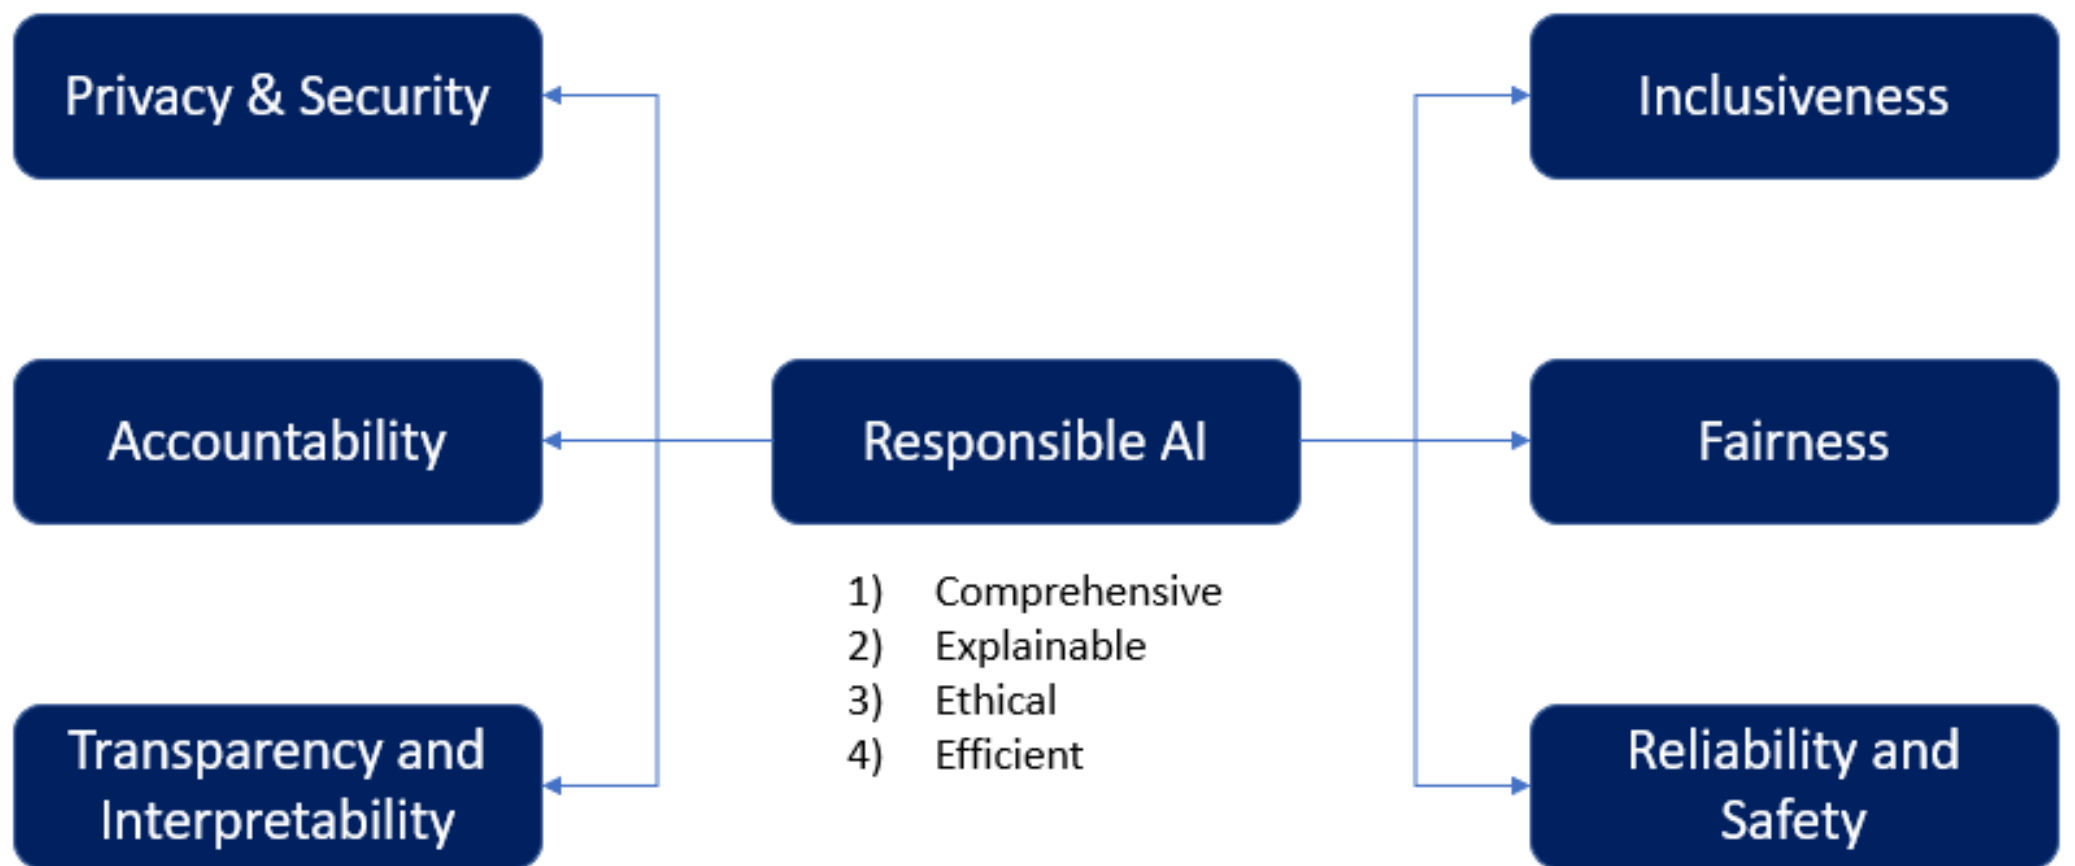 Privacy & Security
Inclusiveness
Accountability
Responsible AI
Fairness
1) Comprehensive
2) Explainable
3) Ethical
4) Efficient
Transparency and
Interpretability
Reliability and
Safety